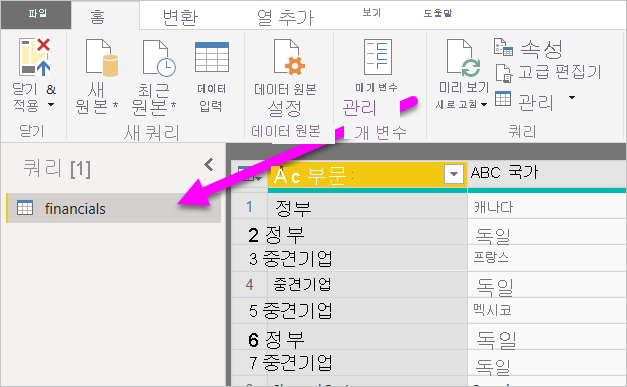 파일 홈 변환 열 추가 보기 도움말
닫기 &
적용
새
원본
최근
원본
데이터
입력
데이터 원본
설정
매개 변수
관리
미리 보기
새로 고침
속성
고급 편집기
관리
닫기 새 쿼리 데이터 원본 개 변수 쿼리
쿼리 [1]
financials
Ac 부문 ABC 국가
1 정부 캐나다
2 정부 독일
3 중견기업 프랑스
4 중견기업 독일
5 중견기업 멕시코
6 정부 독일
7 중견기업 독일